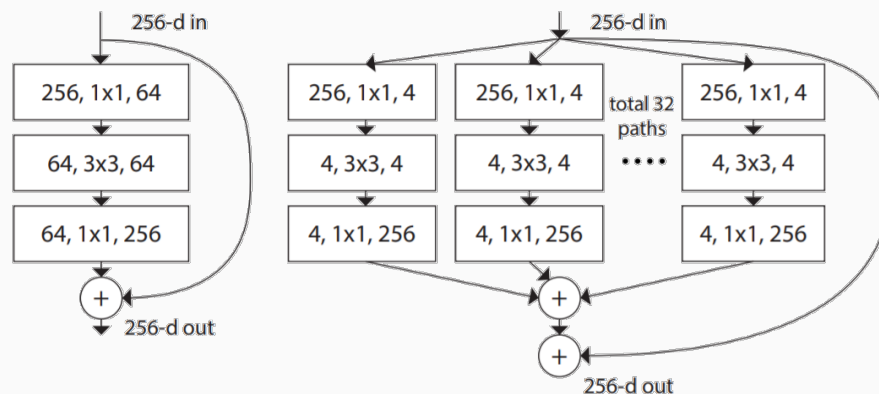 256-d in
256, 1x1, 64
64, 3x3, 64
64, 1x1, 256
+
256-d out
256-d in
256, 1x1, 4
256, 1x1, 4
total 32
paths
256, 1x1, 4
4, 3x3, 4
4, 3x3, 4
....
4, 3x3, 4
4, 1x1, 256
4, 1x1, 256
4, 1x1, 256
+
+
256-d out